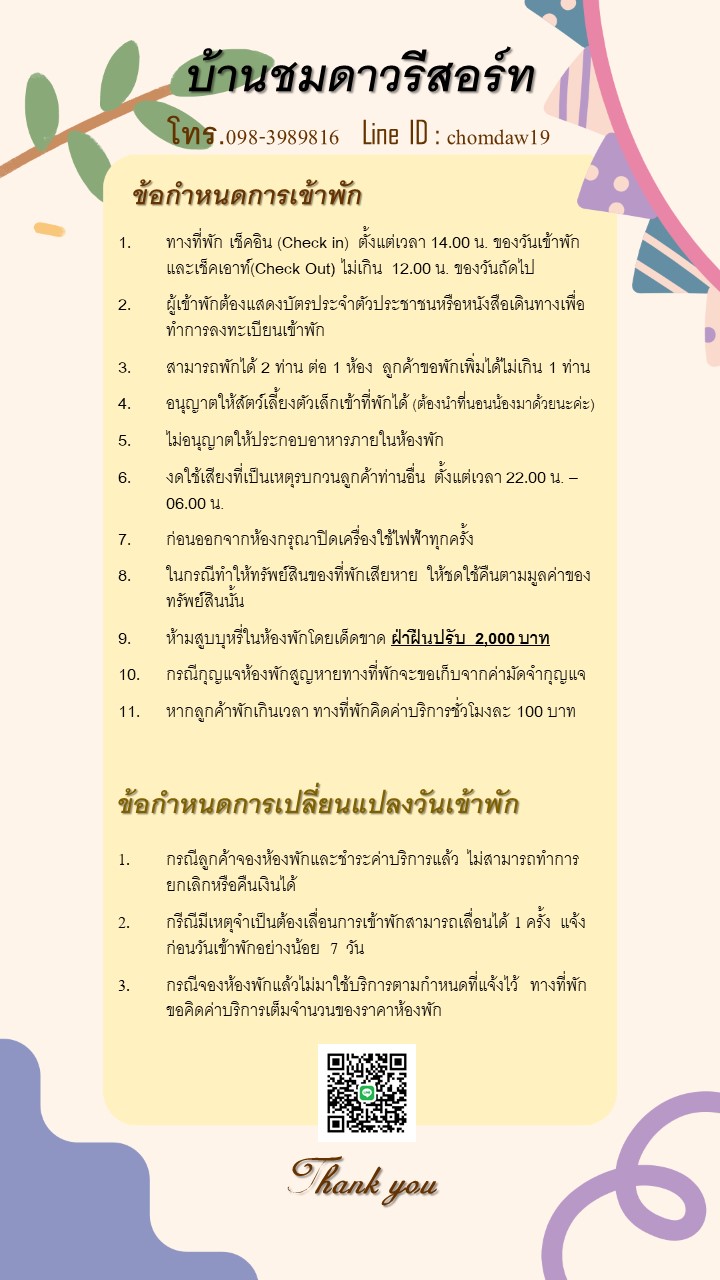 บ้านชมดาวรีสอร์ท
โทร.098-3989816 Line ID : chomdaw19
ข้อกำหนดการเข้าพัก
1. ทางที่พัก เช็คอิน (Check in) ตั้งแต่เวลา 14.00 น. ของวันเข้าพัก
และเช็คเอาท์(Check Out) ไม่เกิน 12.00 น. ของวันถัดไป
2. ผู้เข้าพักต้องแสดงบัตรประจำตัวประชาชนหรือหนังสือเดินทางเพื่อ
ทำการลงทะเบียนเข้าพัก
3. สามารถพักได้ 2 ท่าน ต่อ 1 ห้อง ลูกค้าขอพักเพิ่มได้ไม่เกิน 1 ท่าน
4. อนุญาตให้สัตว์เลี้ยงตัวเล็กเข้าที่พักได้ (ต้องนำที่นอนน้องมาด้วยนะค่ะ)
5. ไม่อนุญาตให้ประกอบอาหารภายในห้องพัก
6. งดใช้เสียงที่เป็นเหตุรบกวนลูกค้าท่านอื่น ตั้งแต่เวลา 22.00 น. –
06.00 น.
7. ก่อนออกจากห้องกรุณาปิดเครื่องใช้ไฟฟ้าทุกครั้ง
8. ในกรณีทำให้ทรัพย์สินของที่พักเสียหาย ให้ชดใช้คืนตามมูลค่าของ
ทรัพย์สินนั้น
9. ห้ามสูบบุหรี่ในห้องพักโดยเด็ดขาด ฝ่าฝืนปรับ 2,000 บาท
10. กรณีกุญแจห้องพักสูญหายทางที่พักจะขอเก็บจากค่ามัดจำกุญแจ
11. หากลูกค้าพักเกินเวลา ทางที่พักคิดค่าบริการชั่วโมงละ 100 บาท
ข้อกำหนดการเปลี่ยนแปลงวันเข้าพัก
1. กรณีลูกค้าจองห้องพักและชำระค่าบริการแล้ว ไม่สามารถทำการ
ยกเลิกหรือคืนเงินได้
2. กรีณีมีเหตุจำเป็นต้องเลื่อนการเข้าพักสามารถเลื่อนได้ 1 ครั้ง แจ้ง
ก่อนวันเข้าพักอย่างน้อย 7 วัน
3. กรณีจองห้องพักแล้วไม่มาใช้บริการตามกำหนดที่แจ้งไว้ ทางที่พัก
ขอคิดค่าบริการเต็มจำนวนของราคาห้องพัก
Thank you